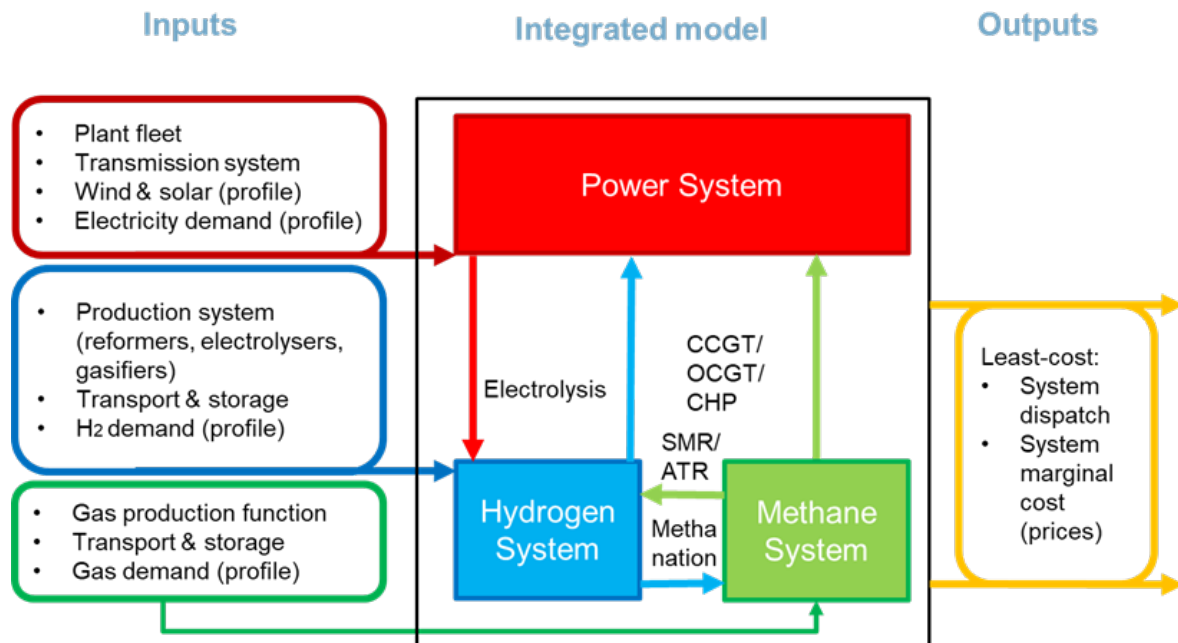 Inputs
Integrated model
Outputs
• Plant fleet
• Transmission system
• Wind & solar (profile)
• Electricity demand (profile)
• Production system
(reformers, electrolysers,
gasifiers)
• Transport & storage
• H2 demand (profile)
• Gas production function
• Transport & storage
• Gas demand (profile)
Power System
Electrolysis
CCGT/
OCGT/
CHP
SMR/
ATR
Hydrogen
System
Metha
nation
Methane
System
Least-cost:
• System
dispatch
• System
marginal
cost
(prices)